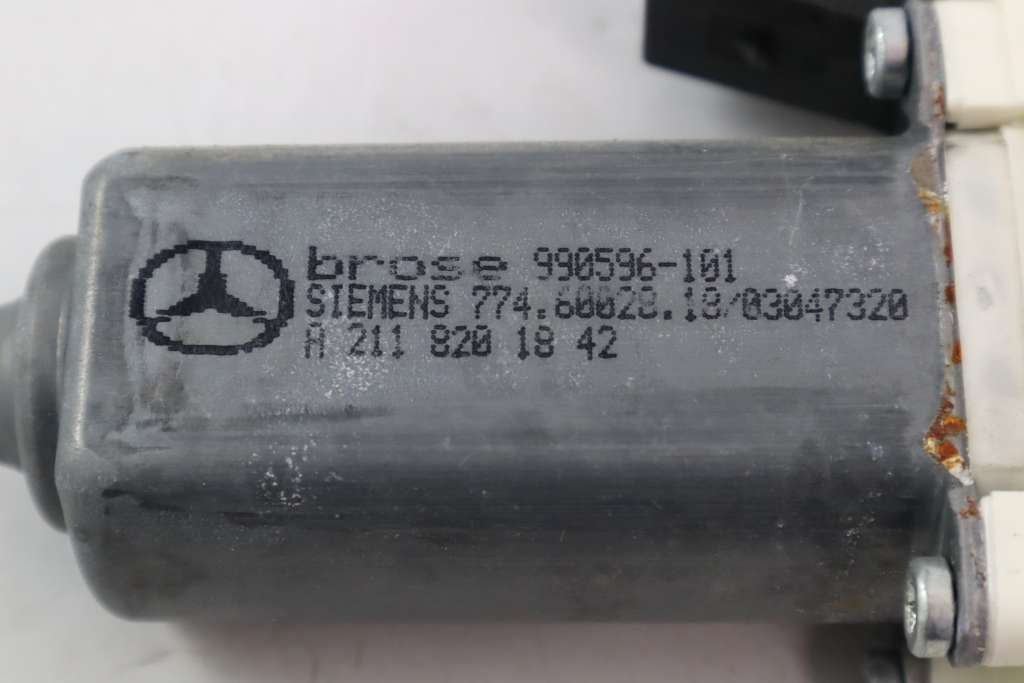 brose 990596-101
SIEMENS 774.60028.18/03047320
A 211 820 18 42